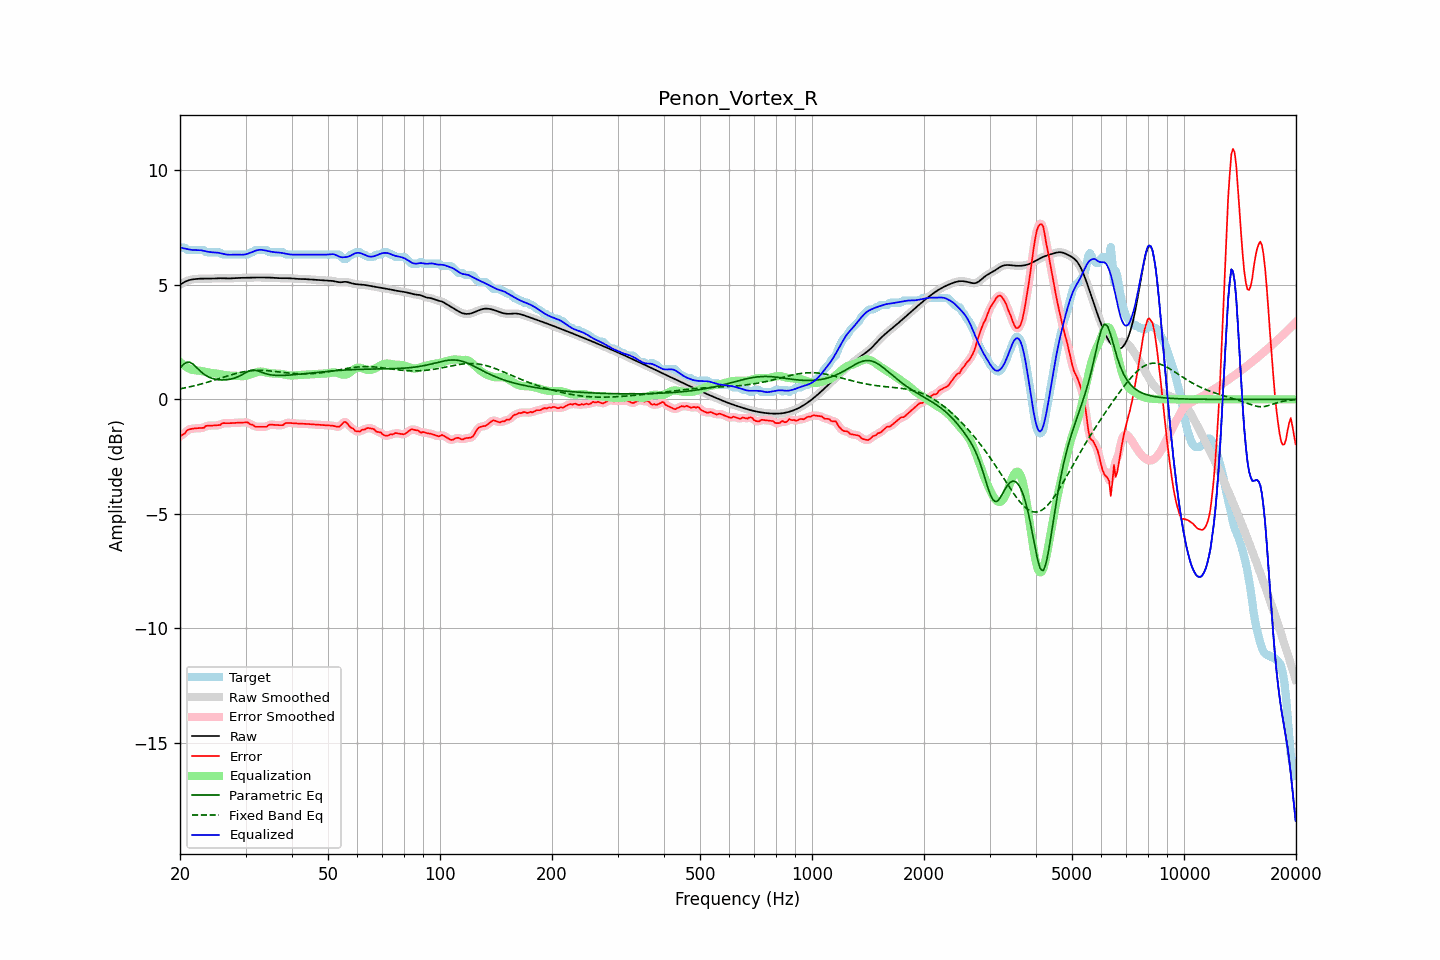 Penon_Vortex_R
Amplitude (dBr)
10
5
0
−5
−10
−15
Target
Raw Smoothed
Error Smoothed
Raw
Error
Equalization
Parametric Eq
Fixed Band Eq
Equalized
20 50 100 200 500 1000 2000 5000 10000 20000
Frequency (Hz)